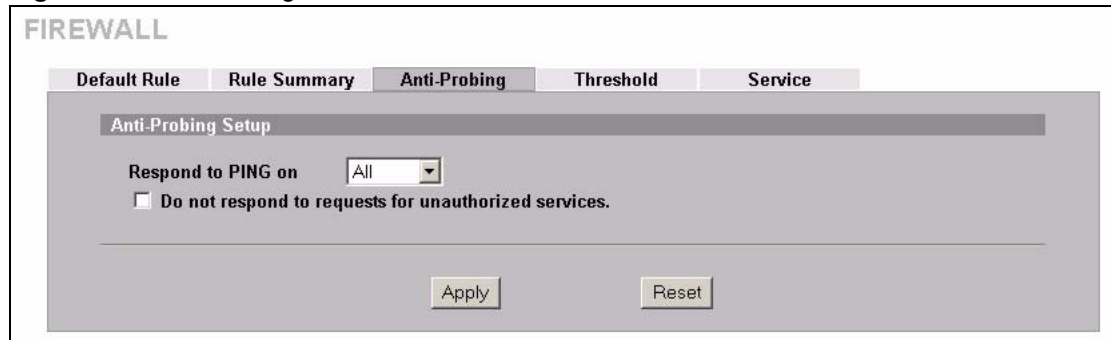 FIREWALL
Default Rule Rule Summary Anti-Probing Threshold Service
Anti-Probing Setup
Respond to PING on All
Do not respond to requests for unauthorized services.
Apply Reset